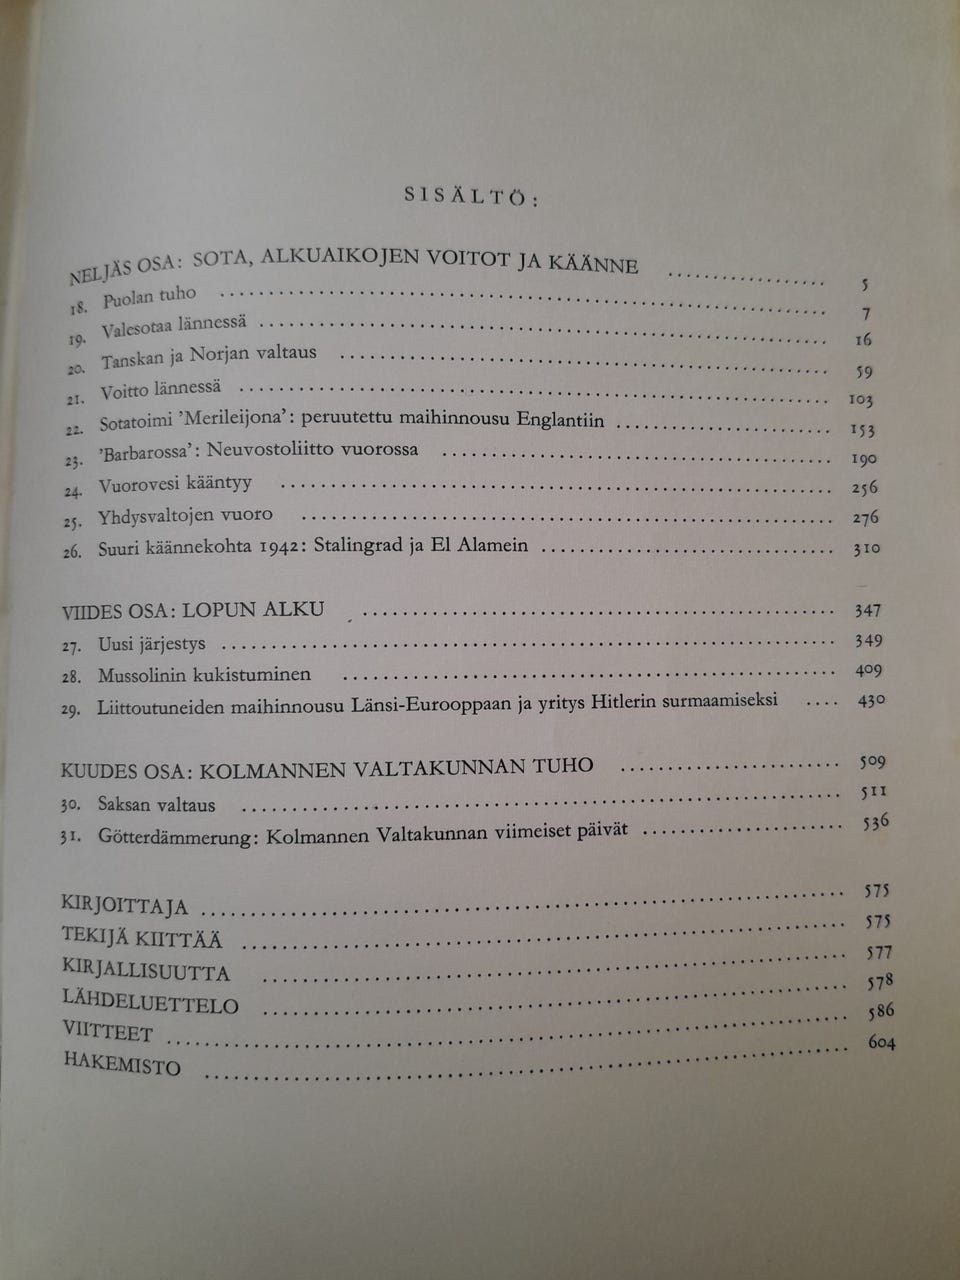 SISÄLTÖ:
NELJÄS OSA: SOTA, ALKUAIKOJEN VOITOT JA KÄÄNNE ................ 5
18. Puolan tuho ................ 7
19. Valesotaa lännessä ................ 16
20. Tanskan ja Norjan valtaus ................ 59
21. Voitto lännessä ................ 103
22. Sotatoimi 'Merileijona': peruutettu maihinnousu Englantiin ................ 153
23. 'Barbarossa': Neuvostoliitto vuorossa ................ 190
24. Vuorovesi kääntyy ................ 256
25. Yhdysvaltojen vuoro ................ 276
26. Suuri käännekohta 1942: Stalingrad ja El Alamein ................ 310
VIIDES OSA: LOPUN ALKU ................ 347
27. Uusi järjestys ................ 349
28. Mussolinin kukistuminen ................ 409
29. Liittoutuneiden maihinnousu Länsi-Eurooppaan ja yritys Hitlerin surmaamiseksi .... 430
KUUDES OSA: KOLMANNEN VALTAKUNNAN TUHO ................ 509
30. Saksan valtaus ................ 511
31. Götterdämmerung: Kolmannen Valtakunnan viimeiset päivät ................ 536
KIRJOITTAJA ................ 575
TEKIJÄ KIITTÄÄ ................ 575
KIRJALLISUUTTA ................ 577
LÄHDELUETTELO ................ 578
VIITTEET ................ 586
HAKEMISTO ................ 604